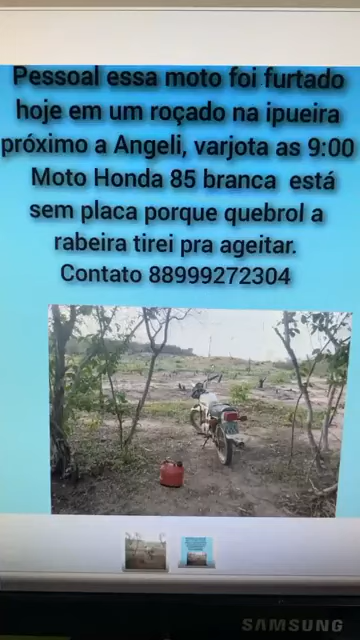 Pessoal essa moto foi furtado
hoje em um roçado na ipueira
próximo a Angeli, varjota as 9:00
Moto Honda 85 branca está
sem placa porque quebrol a
rabeira tirei pra ageitar.
Contato 88999272304
SAMSUNG